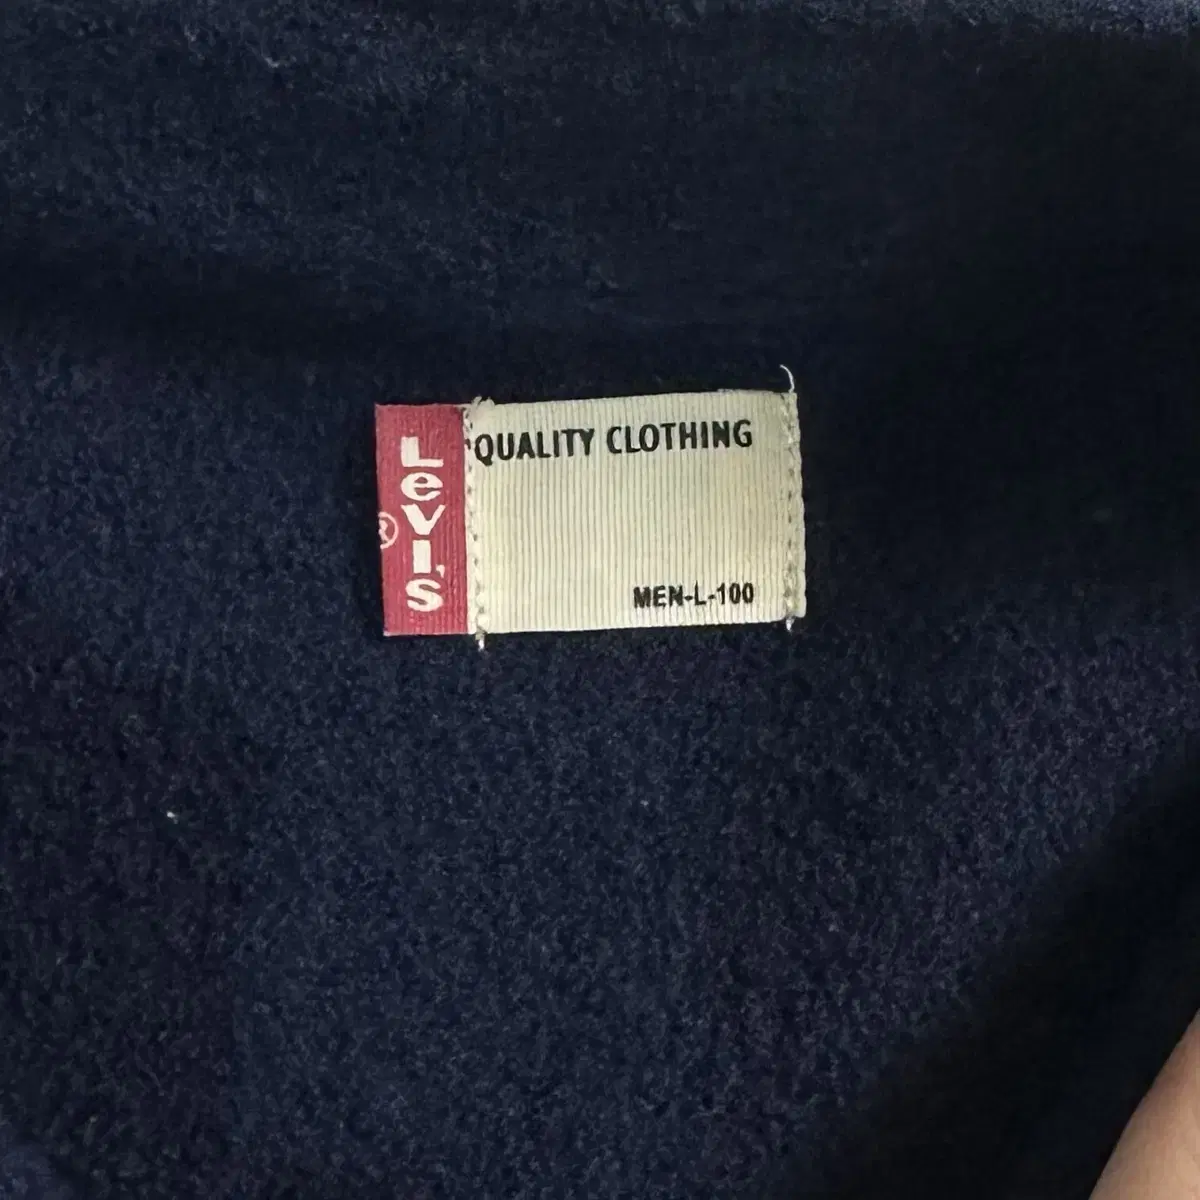 LeVI's
®
QUALITY CLOTHING
MEN-L-100